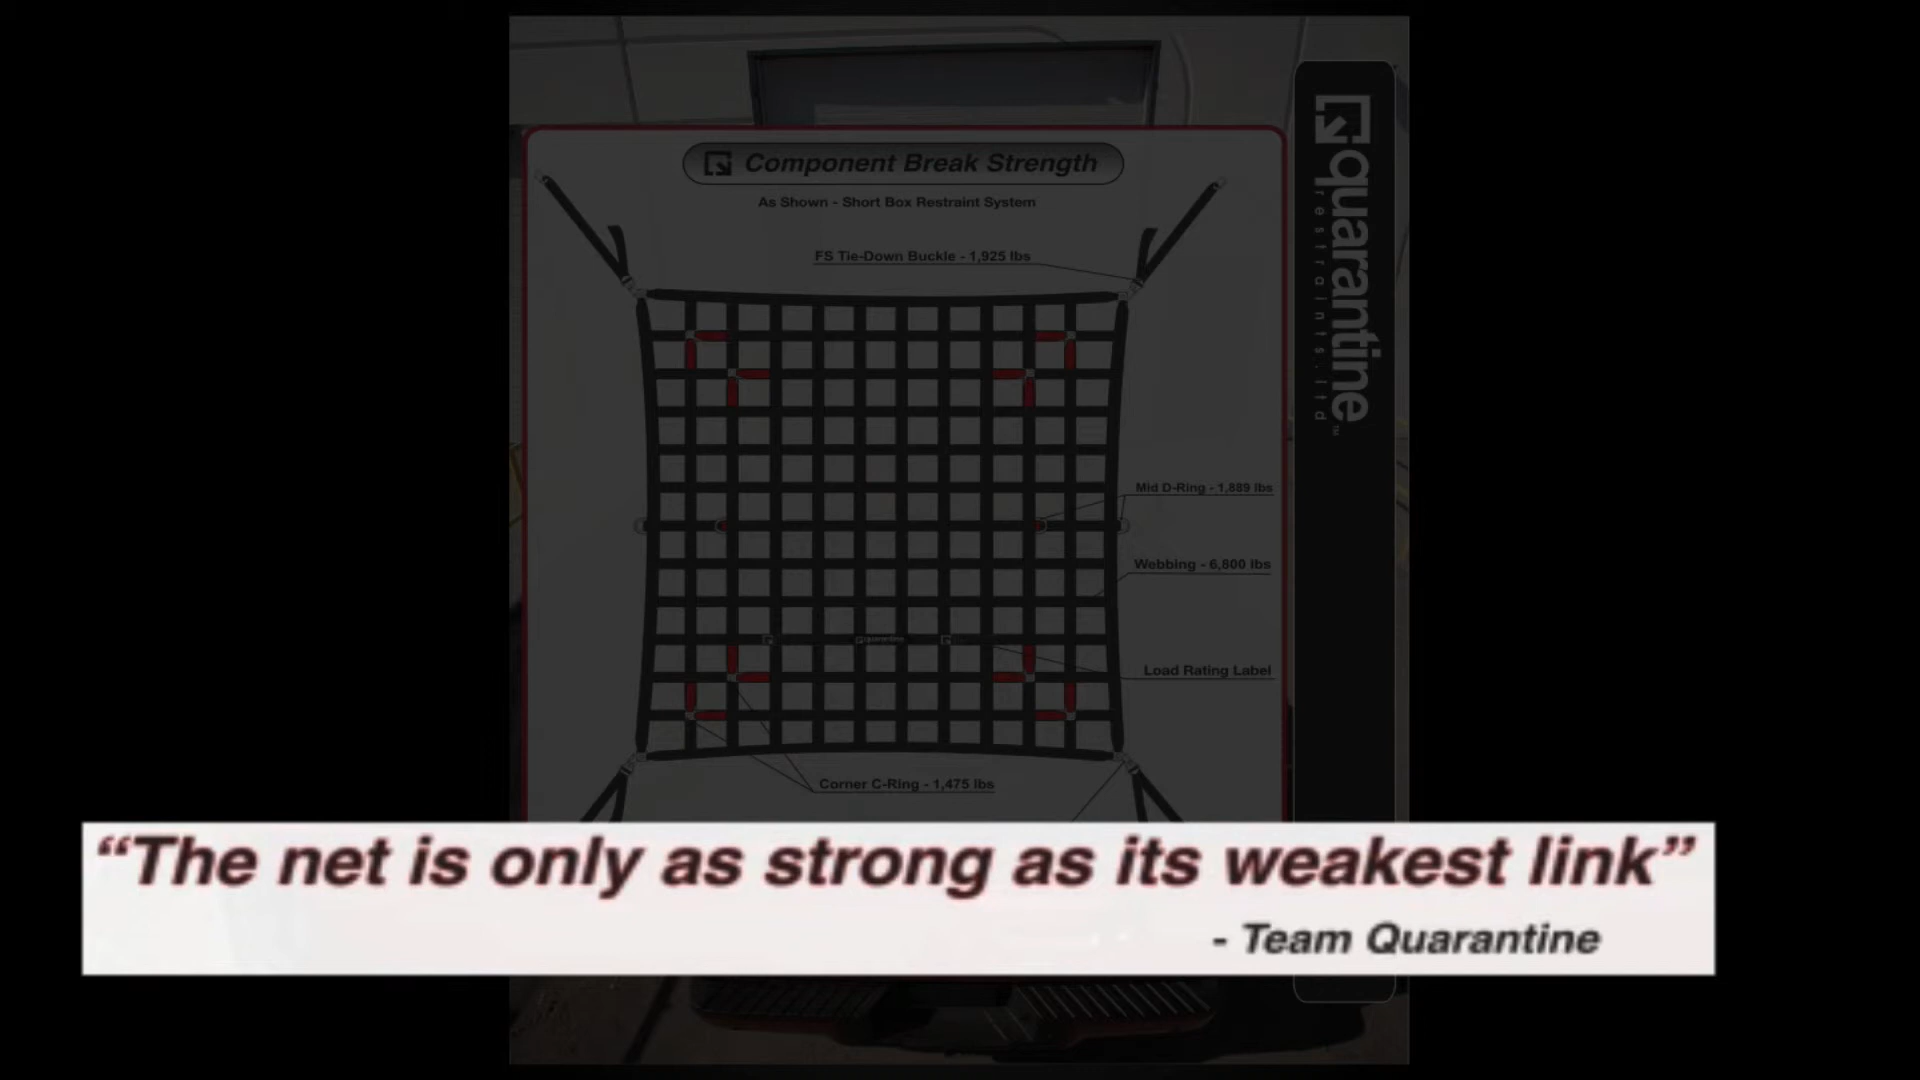 Component Break Strength
As Shown - Short Box Restraint System
FS Tie-Down Buckle - 1,925 lbs
Mid D-Ring - 1,889 lbs
Webbing - 6,800 lbs
quarantine
Load Rating Label
Corner C-Ring - 1,475 lbs
quarantine™
restraints.ltd
“The net is only as strong as its weakest link”
- Team Quarantine